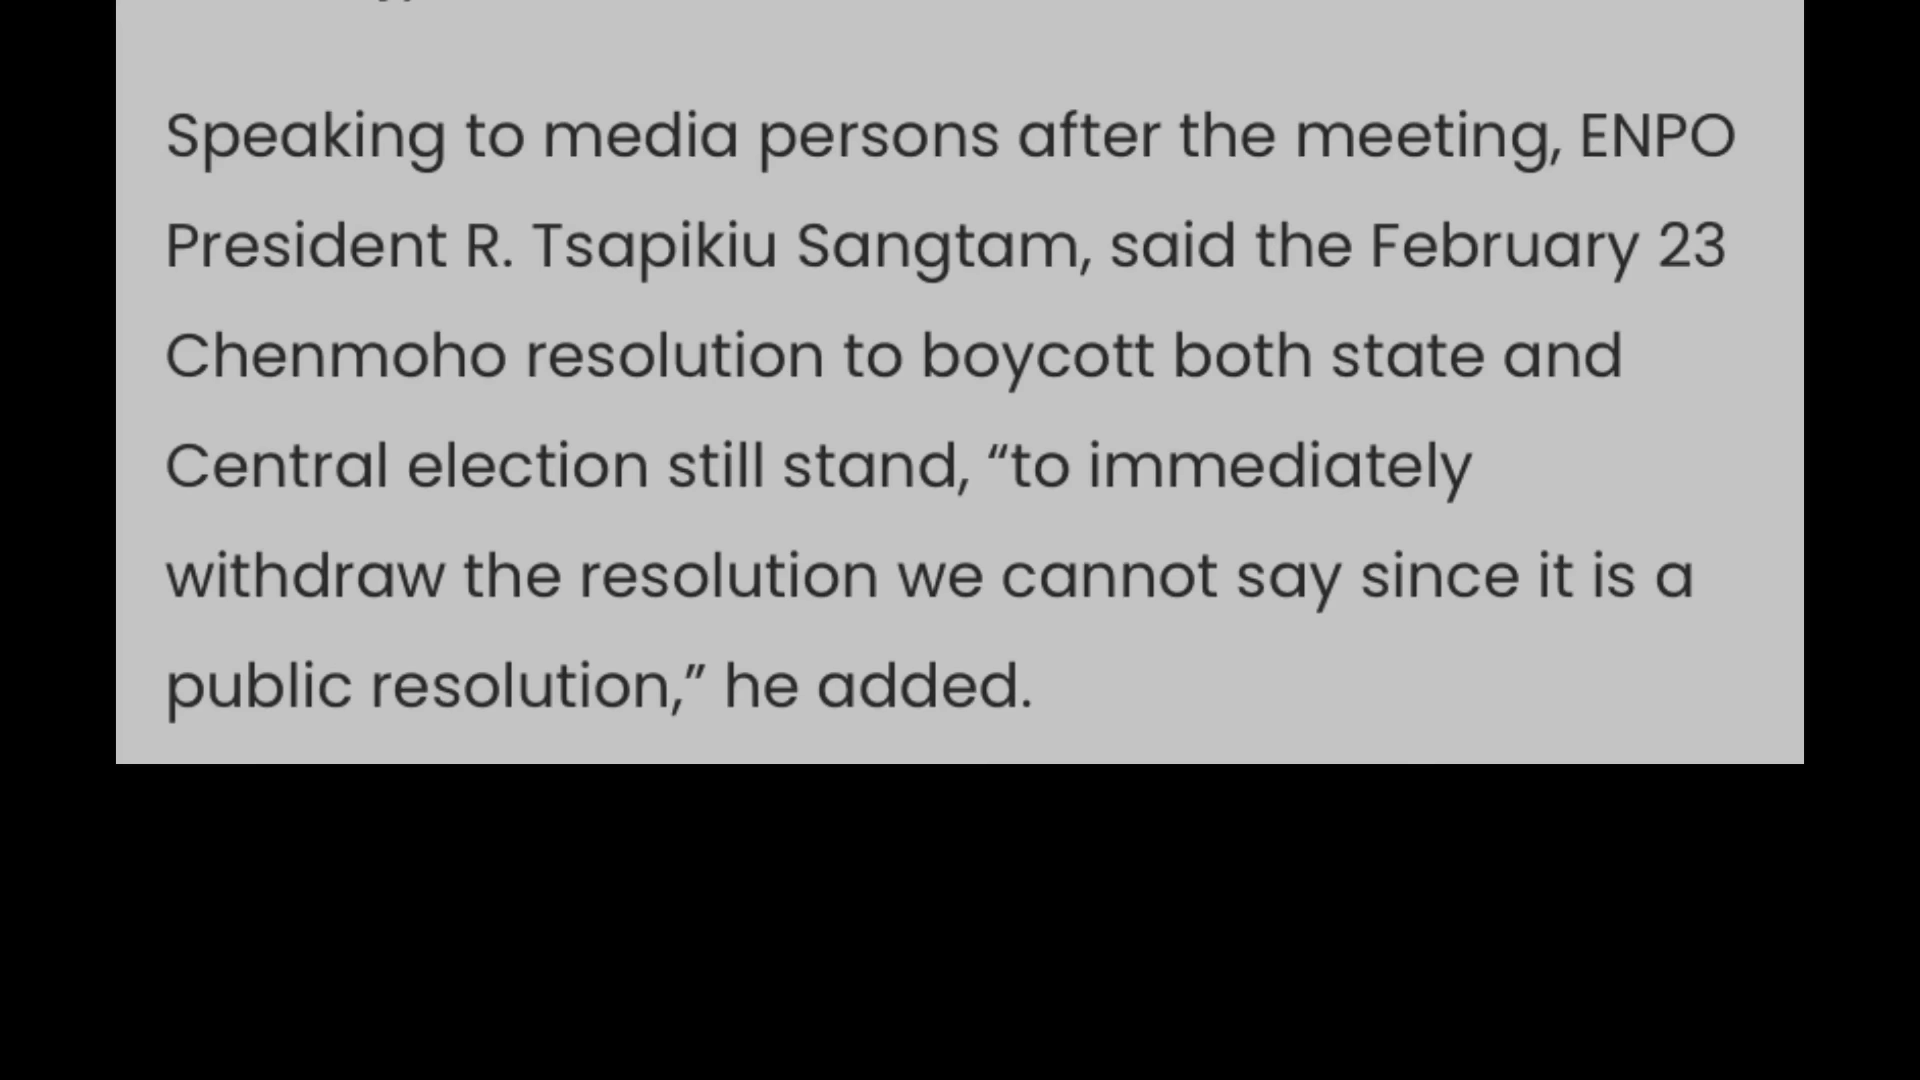 Speaking to media persons after the meeting, ENPO
President R. Tsapikiu Sangtam, said the February 23
Chenmoho resolution to boycott both state and
Central election still stand, “to immediately
withdraw the resolution we cannot say since it is a
public resolution,” he added.